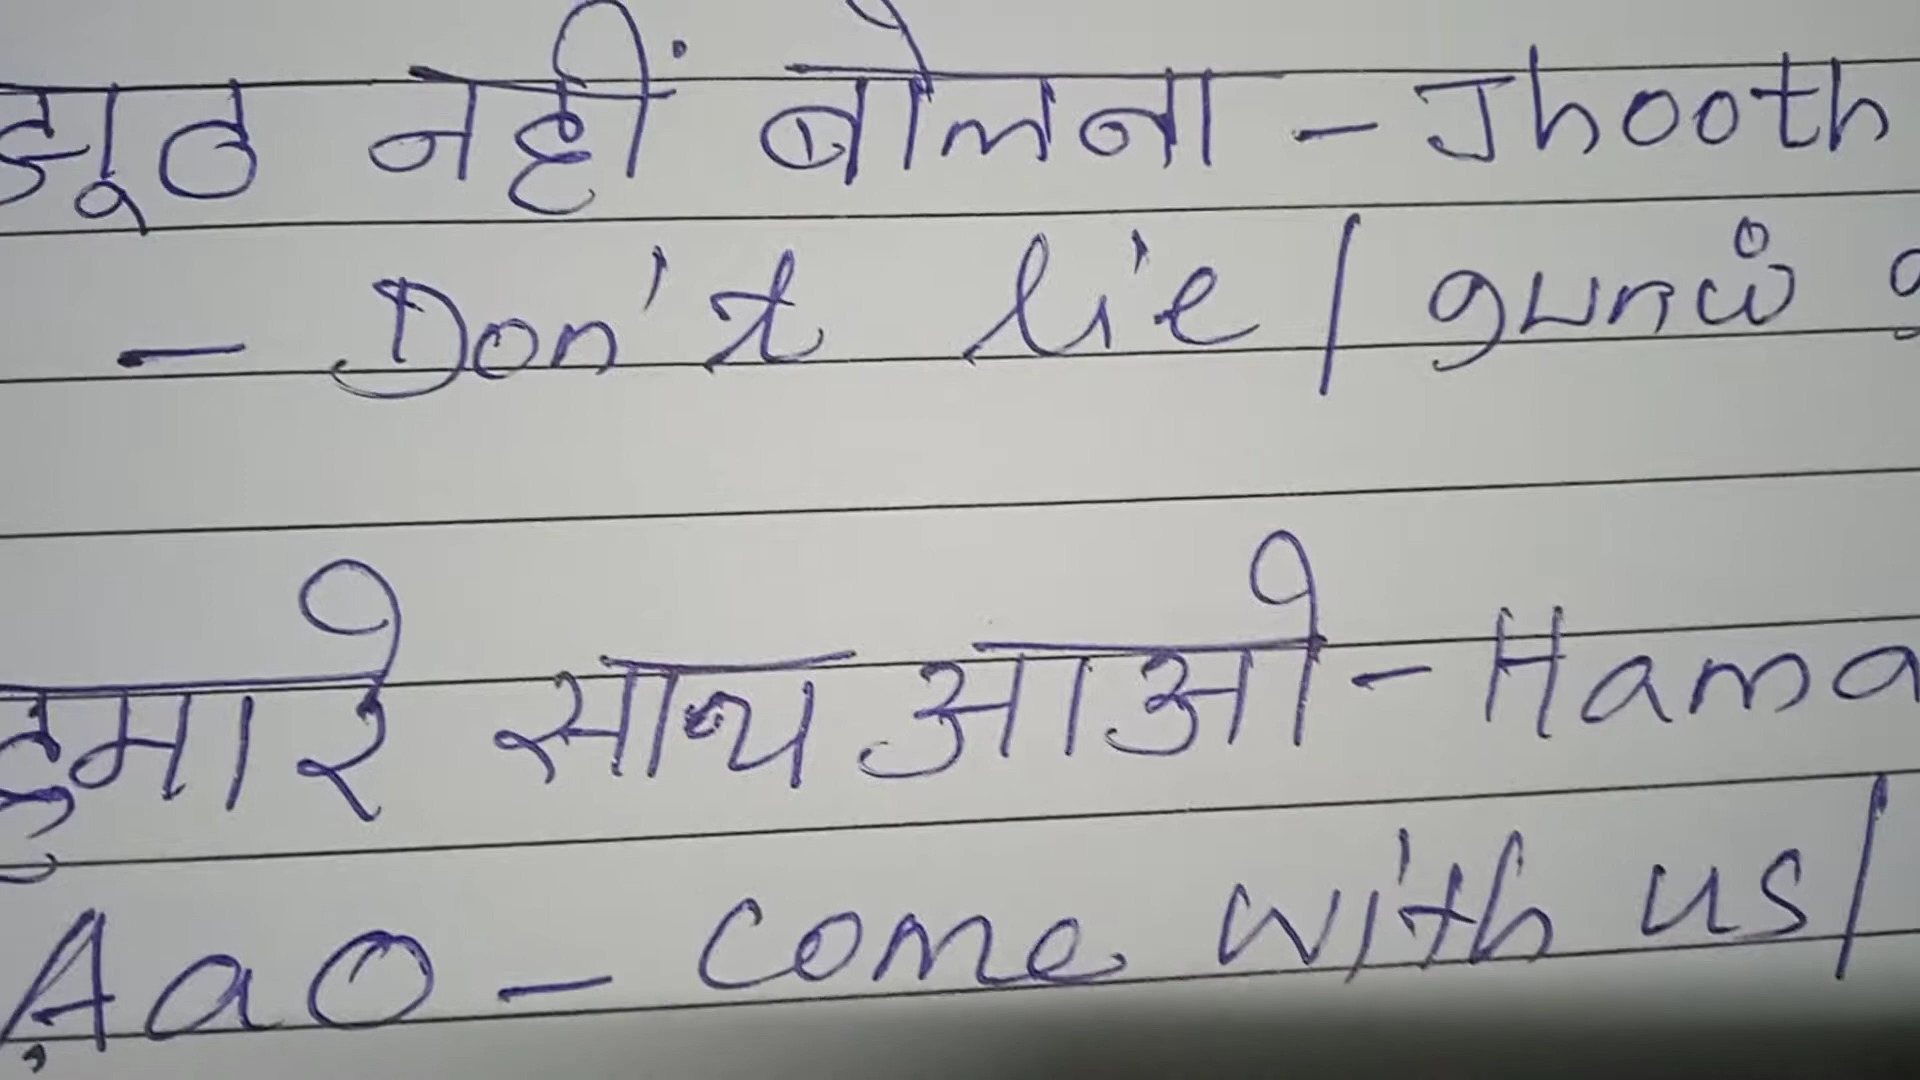 झूठ नहीं बोलना - Jhooth
- Don't lie /
हमारे साथ आओ - Hama
Aao - Come with us /